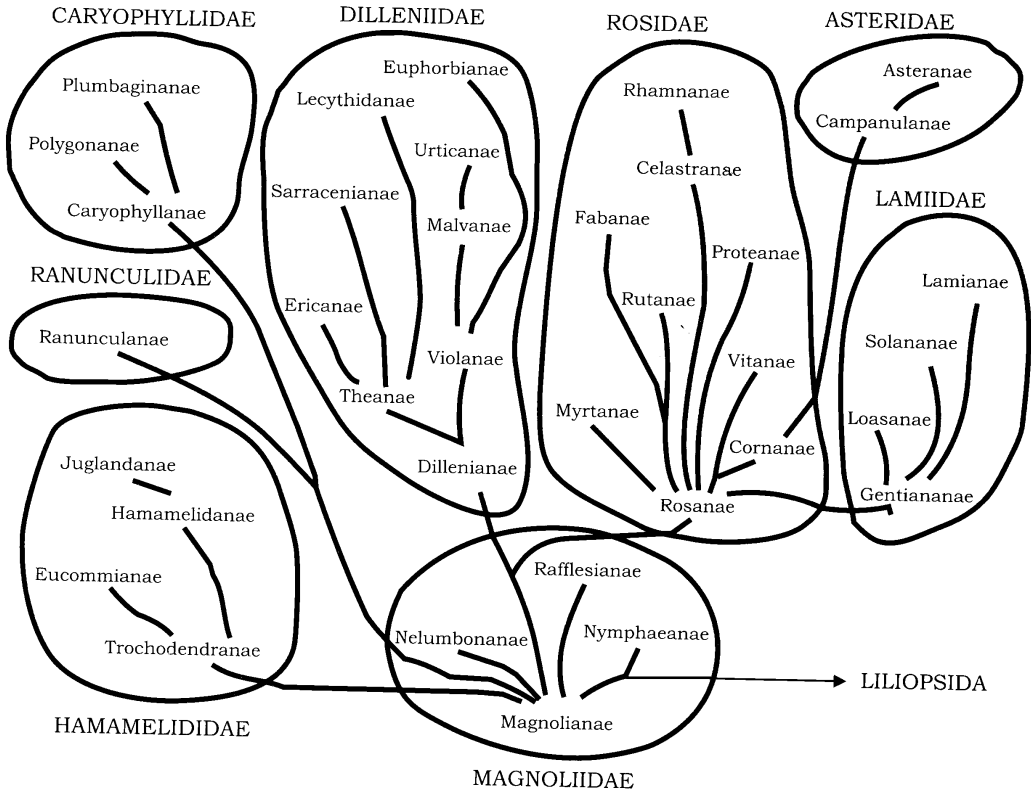 CARYOPHYLLIDAE
Plumbaginanae
Polygonanae
Caryophyllanae
DILLENIIDAE
Euphorbianae
Lecythidanae
Urticanae
Sarracenianae
Malvanae
Ericanae
Violanae
Theanae
Dillenianae
ROSIDAE
Rhamnanae
Celastranae
Fabanae
Proteanae
Rutanae
Vitanae
Myrtanae
Cornanae
Rosanae
ASTERIDAE
Asteranae
Campanulanae
LAMIIDAE
Lamianae
Solananae
Loasanae
Gentiananae
RANUNCULIDAE
Ranunculanae
Juglandanae
Hamamelidanae
Eucommianae
Trochodendranae
HAMAMELIDIDAE
Rafflesianae
Nelumbonanae
Nymphaeanae
Magnolianae
MAGNOLIIDAE
LILIOPSIDA